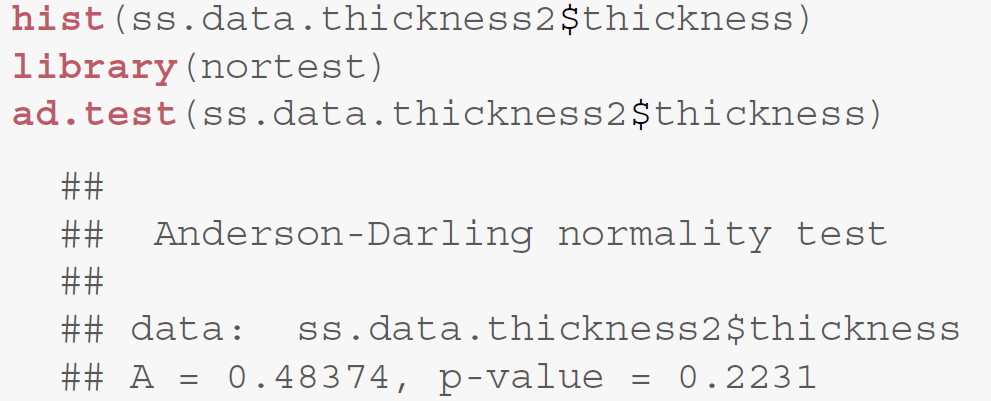 hist(ss.data.thickness2$thickness)
library(nortest)
ad.test(ss.data.thickness2$thickness)
##
##  Anderson-Darling normality test
##
## data:  ss.data.thickness2$thickness
## A = 0.48374, p-value = 0.2231